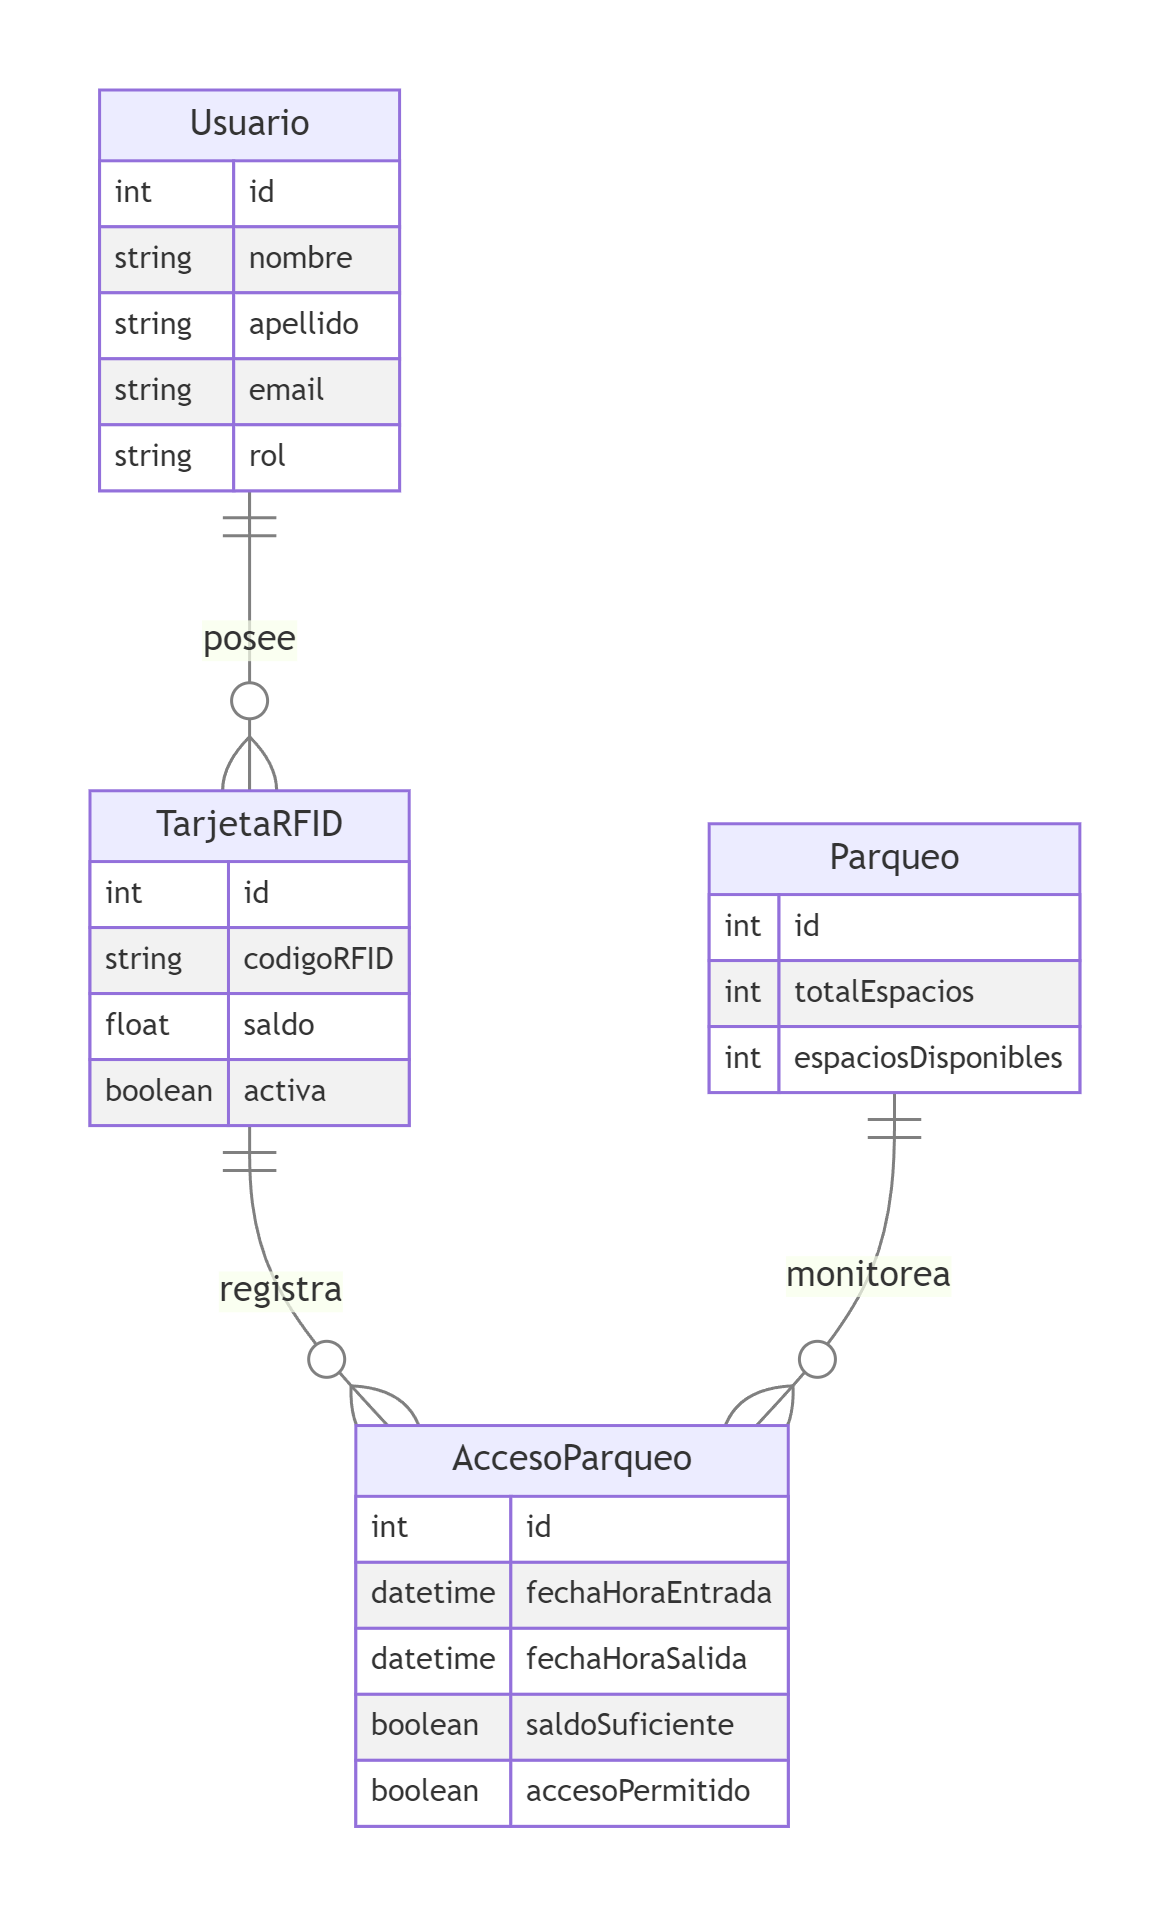 Usuario
int id
string nombre
string apellido
string email
string rol
posee
TarjetaRFID
int id
string codigoRFID
float saldo
boolean activa
Parqueo
int id
int totalEspacios
int espaciosDisponibles
registra
monitorea
AccesoParqueo
int id
datetime fechaHoraEntrada
datetime fechaHoraSalida
boolean saldoSuficiente
boolean accesoPermitido